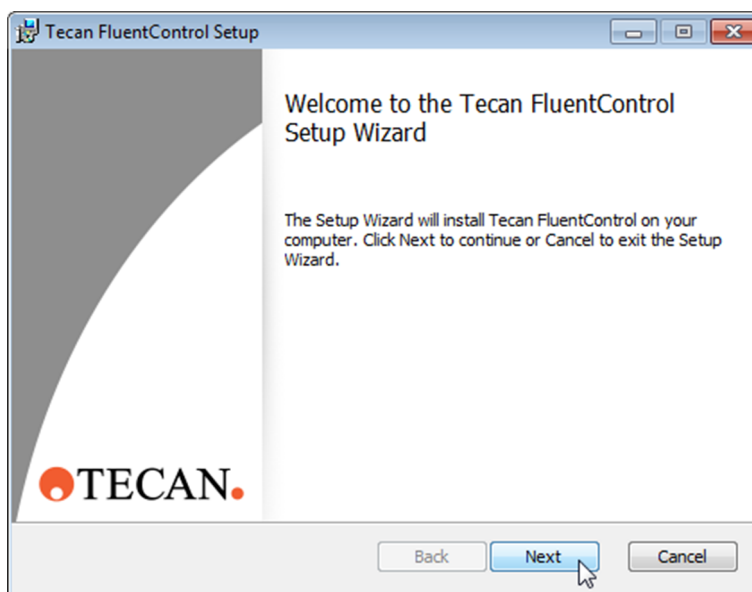 Tecan FluentControl Setup
Welcome to the Tecan FluentControl
Setup Wizard
The Setup Wizard will install Tecan FluentControl on your
computer. Click Next to continue or Cancel to exit the Setup
Wizard.
TECAN.
Back
Next
Cancel